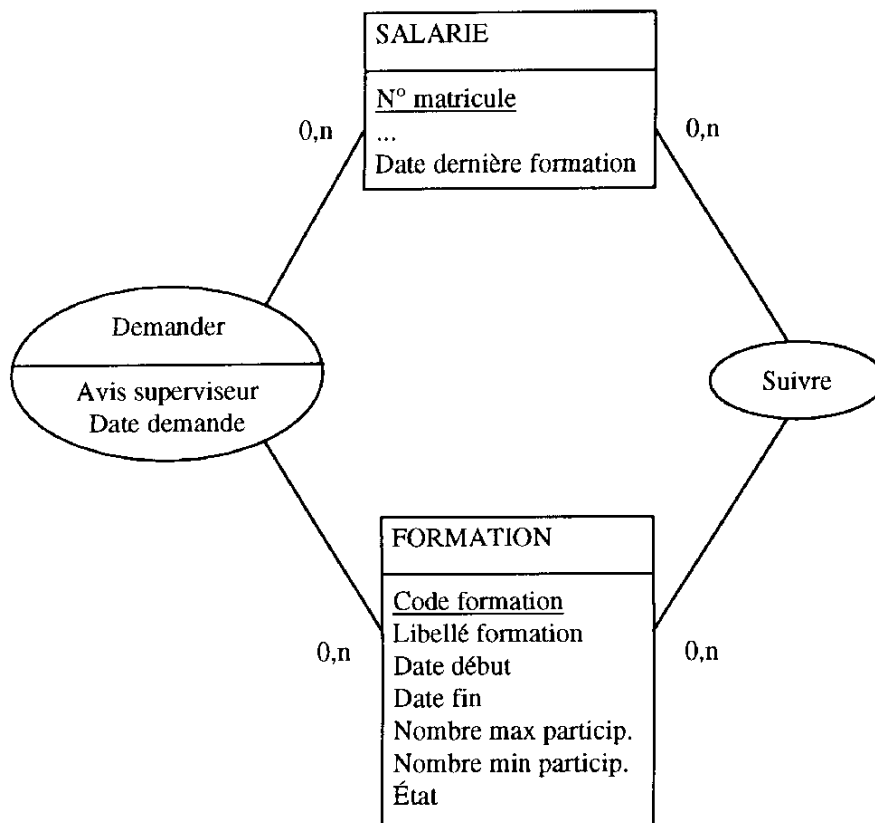 SALARIE
N° matricule
...
Date dernière formation
0,n
0,n
Demander
Avis superviseur
Date demande
Suivre
FORMATION
Code formation
Libellé formation
Date début
Date fin
Nombre max particip.
Nombre min particip.
État
0,n
0,n